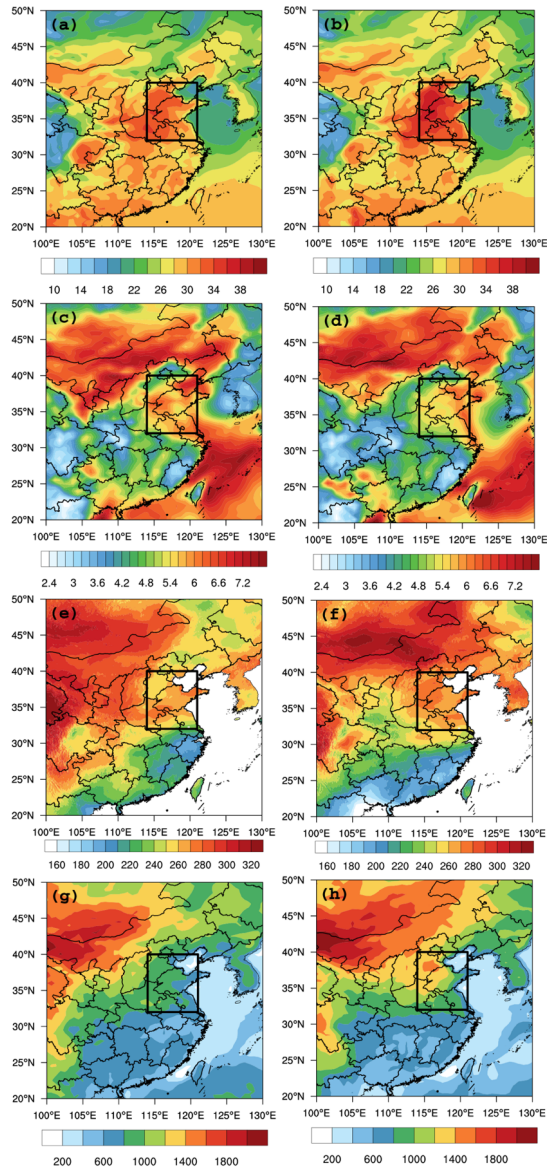 (a) (b)
50°N 50°N
45°N 45°N
40°N 40°N
35°N 35°N
30°N 30°N
25°N 25°N
20°N 20°N
100°E 105°E 110°E 115°E 120°E 125°E 130°E 100°E 105°E 110°E 115°E 120°E 125°E 130°E
10 14 18 22 26 30 34 38 10 14 18 22 26 30 34 38
(c) (d)
50°N 50°N
45°N 45°N
40°N 40°N
35°N 35°N
30°N 30°N
25°N 25°N
20°N 20°N
100°E 105°E 110°E 115°E 120°E 125°E 130°E 100°E 105°E 110°E 115°E 120°E 125°E 130°E
2.4 3 3.6 4.2 4.8 5.4 6 6.6 7.2 2.4 3 3.6 4.2 4.8 5.4 6 6.6 7.2
(e) (f)
50°N 50°N
45°N 45°N
40°N 40°N
35°N 35°N
30°N 30°N
25°N 25°N
20°N 20°N
100°E 105°E 110°E 115°E 120°E 125°E 130°E 100°E 105°E 110°E 115°E 120°E 125°E 130°E
160 180 200 220 240 260 280 300 320 160 180 200 220 240 260 280 300 320
(g) (h)
50°N 50°N
45°N 45°N
40°N 40°N
35°N 35°N
30°N 30°N
25°N 25°N
20°N 20°N
100°E 105°E 110°E 115°E 120°E 125°E 130°E 100°E 105°E 110°E 115°E 120°E 125°E 130°E
200 600 1000 1400 1800 200 600 1000 1400 1800